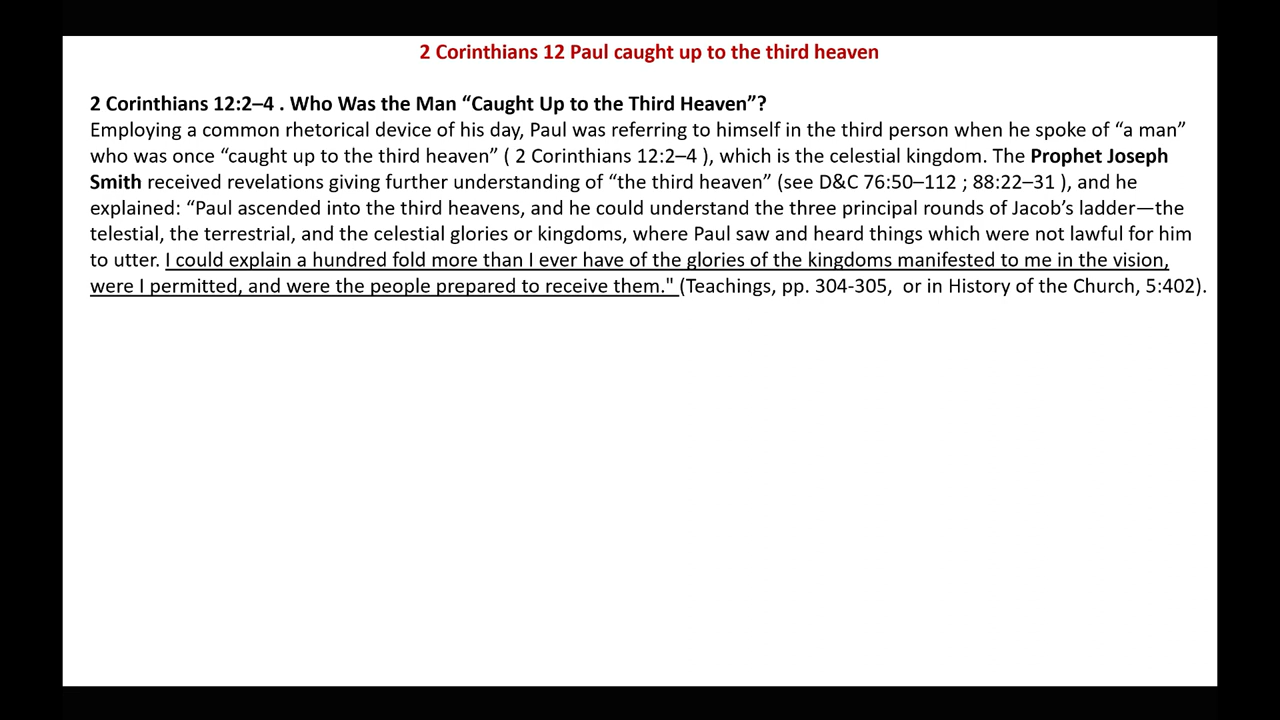 2 Corinthians 12 Paul caught up to the third heaven
2 Corinthians 12:2–4 . Who Was the Man “Caught Up to the Third Heaven”?
Employing a common rhetorical device of his day, Paul was referring to himself in the third person when he spoke of “a man”
who was once “caught up to the third heaven” ( 2 Corinthians 12:2–4 ), which is the celestial kingdom. The Prophet Joseph
Smith received revelations giving further understanding of “the third heaven” (see D&C 76:50–112 ; 88:22–31 ), and he
explained: “Paul ascended into the third heavens, and he could understand the three principal rounds of Jacob’s ladder—the
telestial, the terrestrial, and the celestial glories or kingdoms, where Paul saw and heard things which were not lawful for him
to utter. I could explain a hundred fold more than I ever have of the glories of the kingdoms manifested to me in the vision,
were I permitted, and were the people prepared to receive them." (Teachings, pp. 304-305,  or in History of the Church, 5:402).